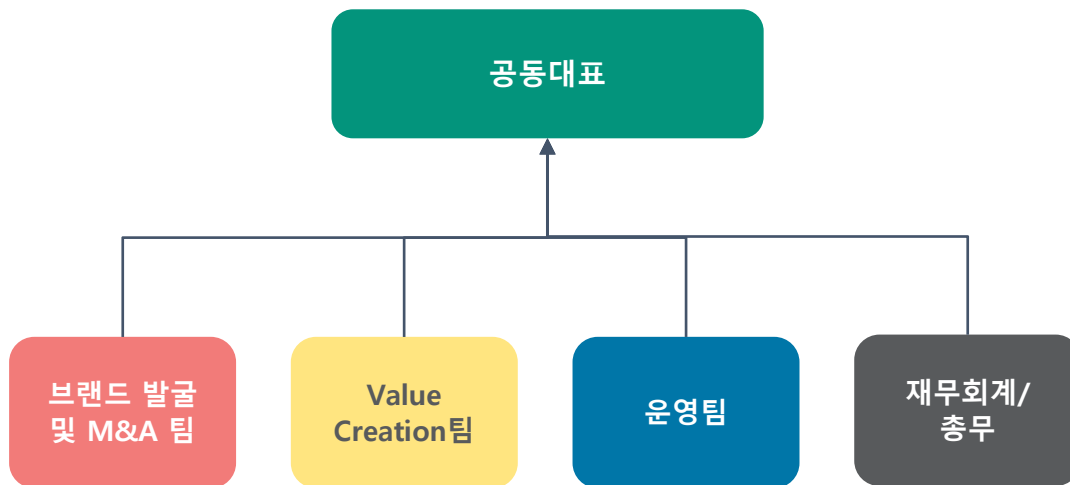 공동대표
브랜드 발굴
및 M&A 팀
Value
Creation팀
운영팀
재무회계/
총무